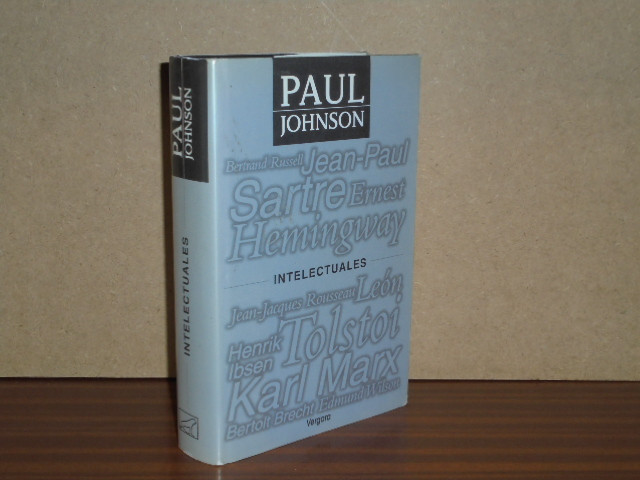 PAUL JOHNSON
INTELECTUALES
PAUL
JOHNSON
Bertrand Russell Jean-Paul
Sartre Ernest
Hemingway
INTELECTUALES
Jean-Jacques Rousseau León
Henrik Ibsen Tolstoi
Karl Marx
Bertolt Brecht Edmund Wilson
Vergara